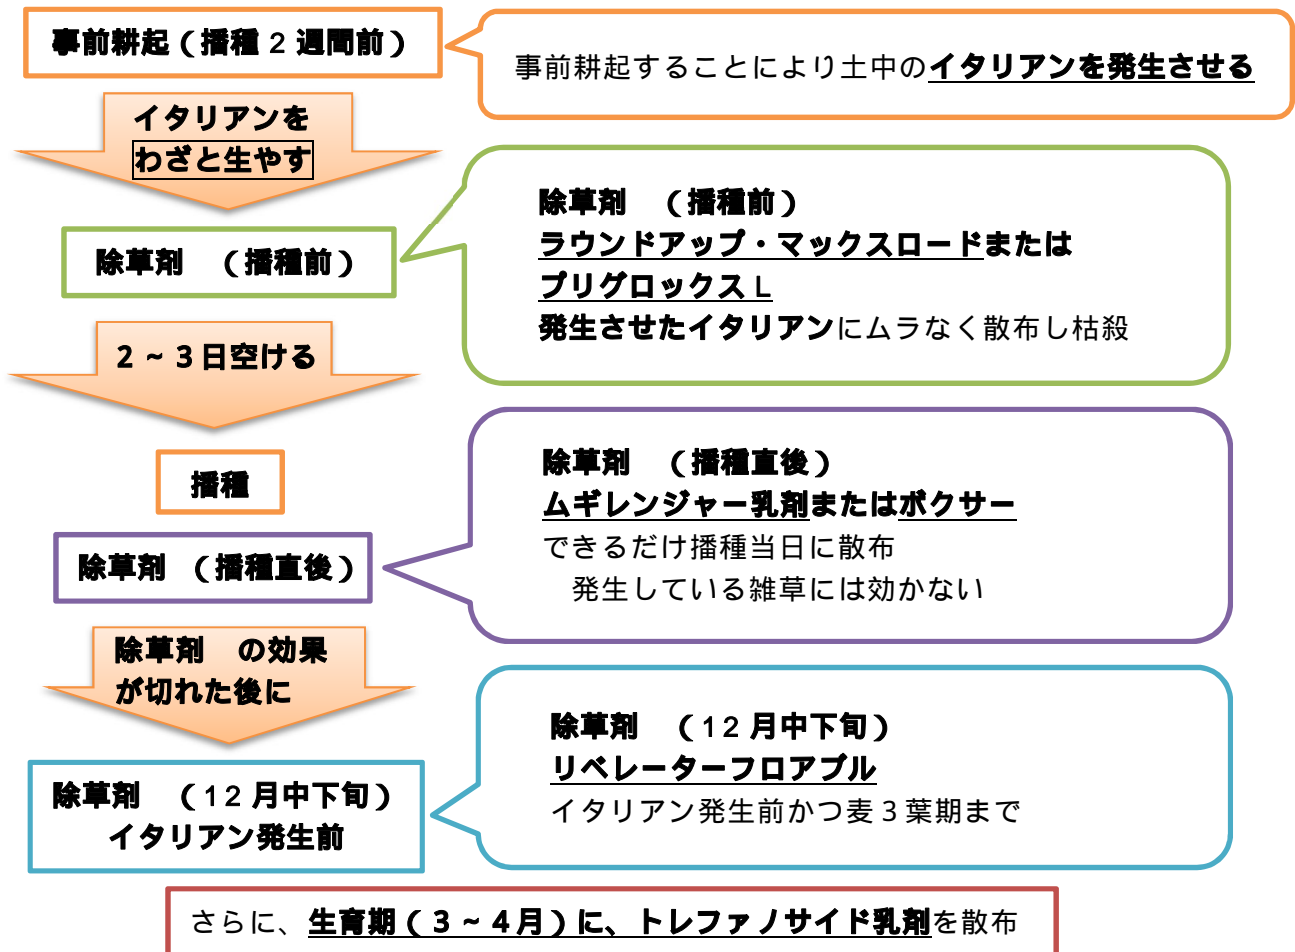 事前耕起（播種２週間前）
事前耕起することにより土中のイタリアンを発生させる
イタリアンを
わざと生やす
除草剤　（播種前）
除草剤　（播種前）
ラウンドアップ・マックスロードまたは
プリグロックスＬ
発生させたイタリアンにムラなく散布し枯殺
２～３日空ける
播種
除草剤　（播種直後）
除草剤　（播種直後）
ムギレンジャー乳剤またはボクサー
できるだけ播種当日に散布
発生している雑草には効かない
除草剤　の効果
が切れた後に
除草剤　（12月中下旬）
イタリアン発生前
除草剤　（12月中下旬）
リベレーターフロアブル
イタリアン発生前かつ麦３葉期まで
さらに、生育期（３～４月）に、トレファノサイド乳剤を散布